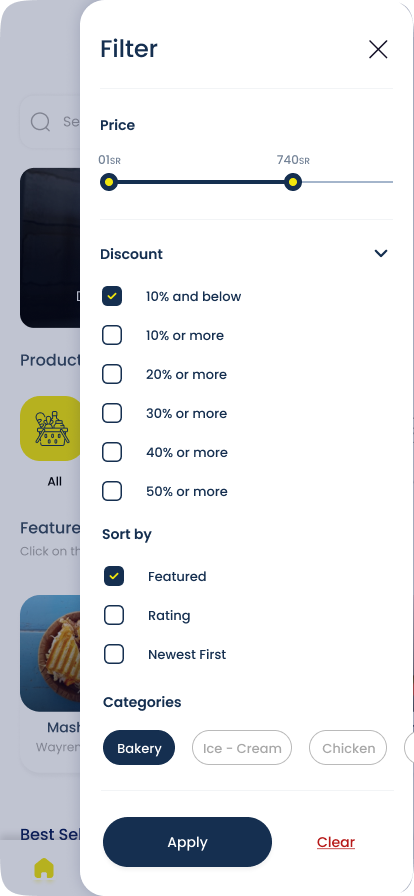 Filter
Se
Price
01SR
740SR
Discount
10% and below
10% or more
20% or more
30% or more
40% or more
50% or more
Sort by
Featured
Rating
Newest First
Categories
Bakery
Ice - Cream
Chicken
Apply
Clear
D
Product
All
Feature
Click on th
Mash
Wayren
Best Sel